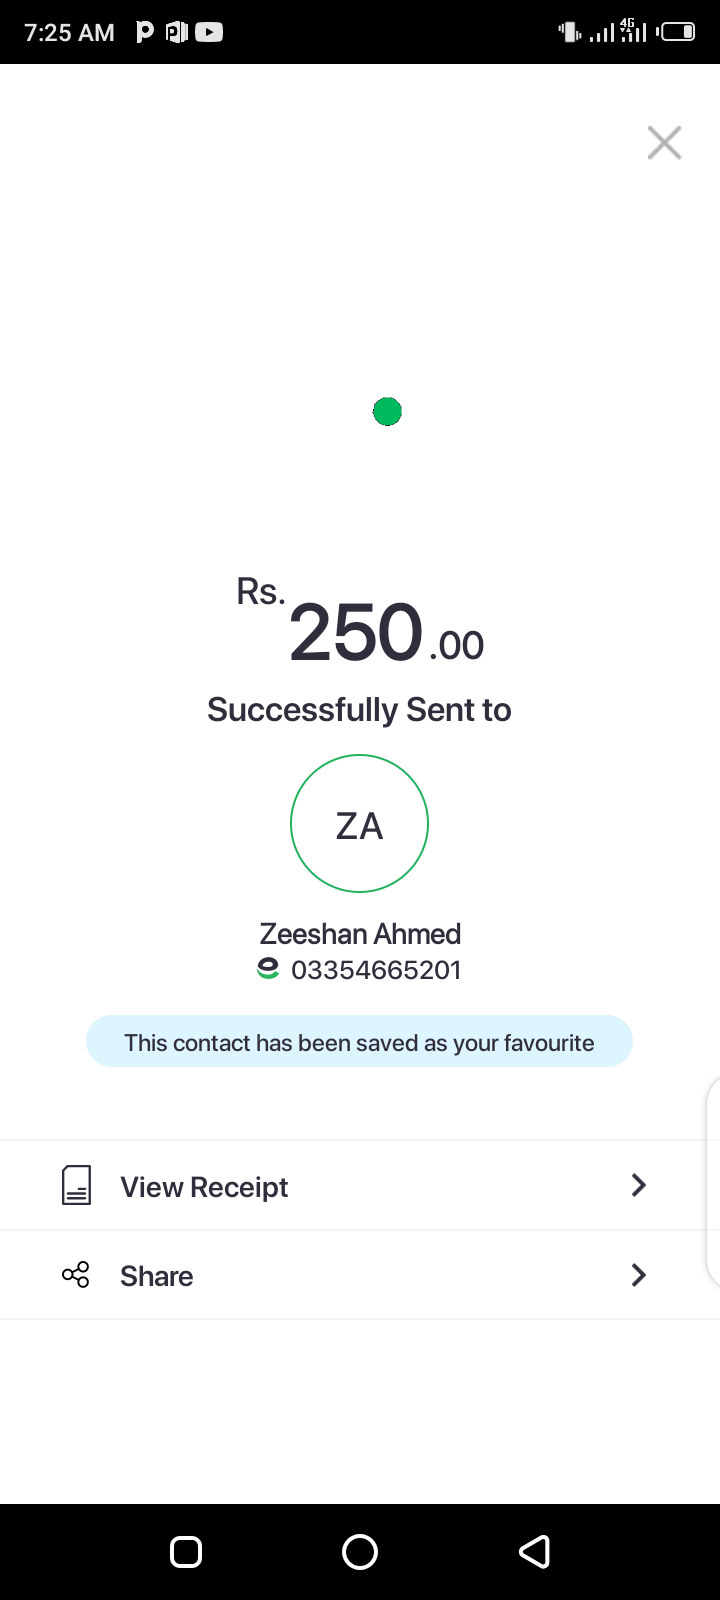 7:25 AM
4G
Rs.
250.00
Successfully Sent to
ZA
Zeeshan Ahmed
03354665201
This contact has been saved as your favourite
View Receipt
Share